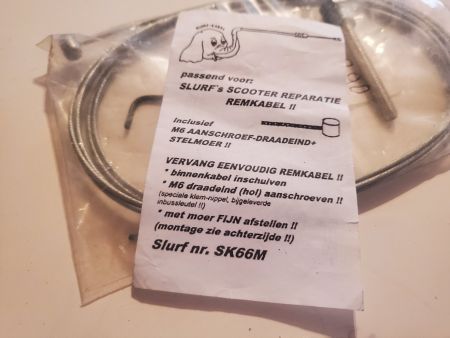 passend voor:
SLURF's SCOOTER REPARATIE
REMKABEL !!
Inclusief
M6 AANSCHROEF-DRAADEIND+
STELMOER !!
VERVANG EENVOUDIG REMKABEL !!
* binnenkabel inschuiven
* M6 draadeind (hol) aanschroeven !!
(speciale klem-nippel, bijgeleverde
inbussleutel !!)
* met moer FIJN afstellen !!
(montage zie achterzijde !!)
Slurf nr. SK66M